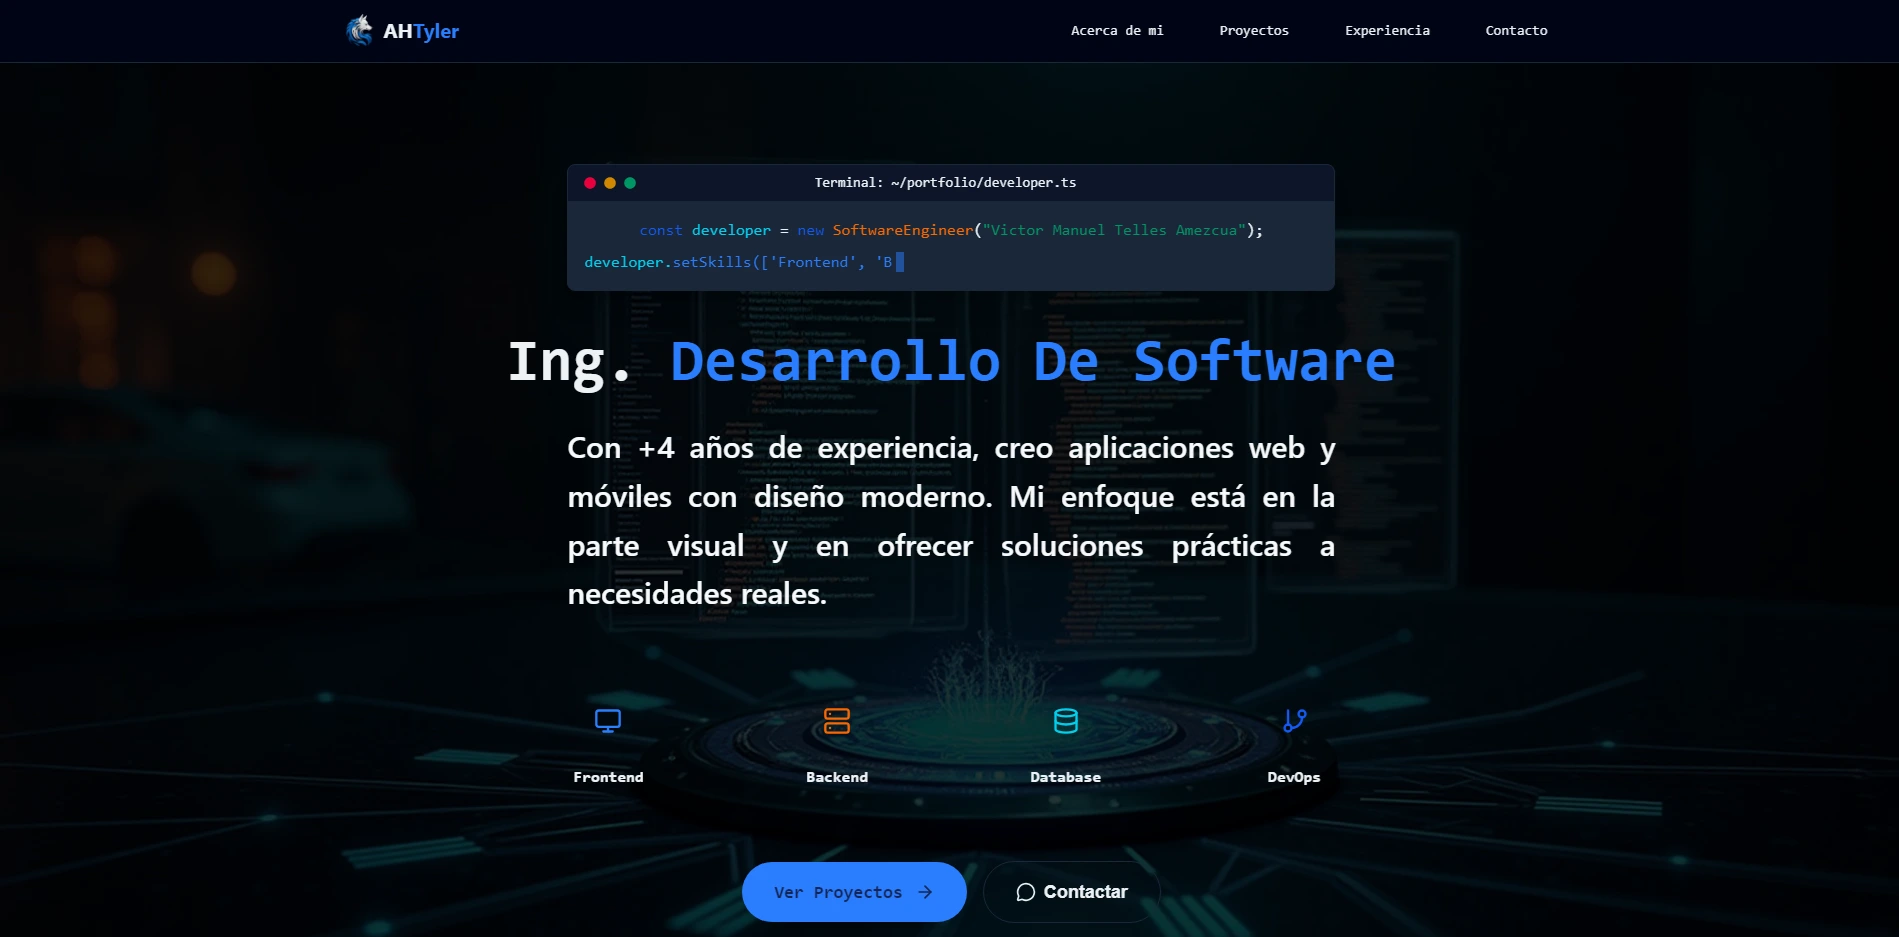 AHTyler
Acerca de mi
Proyectos
Experiencia
Contacto
Terminal: ~/portfolio/developer.ts
const developer = new SoftwareEngineer("Victor Manuel Telles Amezcua");
developer.setSkills(['Frontend', 'B
Ing. Desarrollo De Software
Con +4 años de experiencia, creo aplicaciones web y
móviles con diseño moderno. Mi enfoque está en la
parte visual y en ofrecer soluciones prácticas a
necesidades reales.
Frontend
Backend
Database
DevOps
Ver Proyectos
Contactar